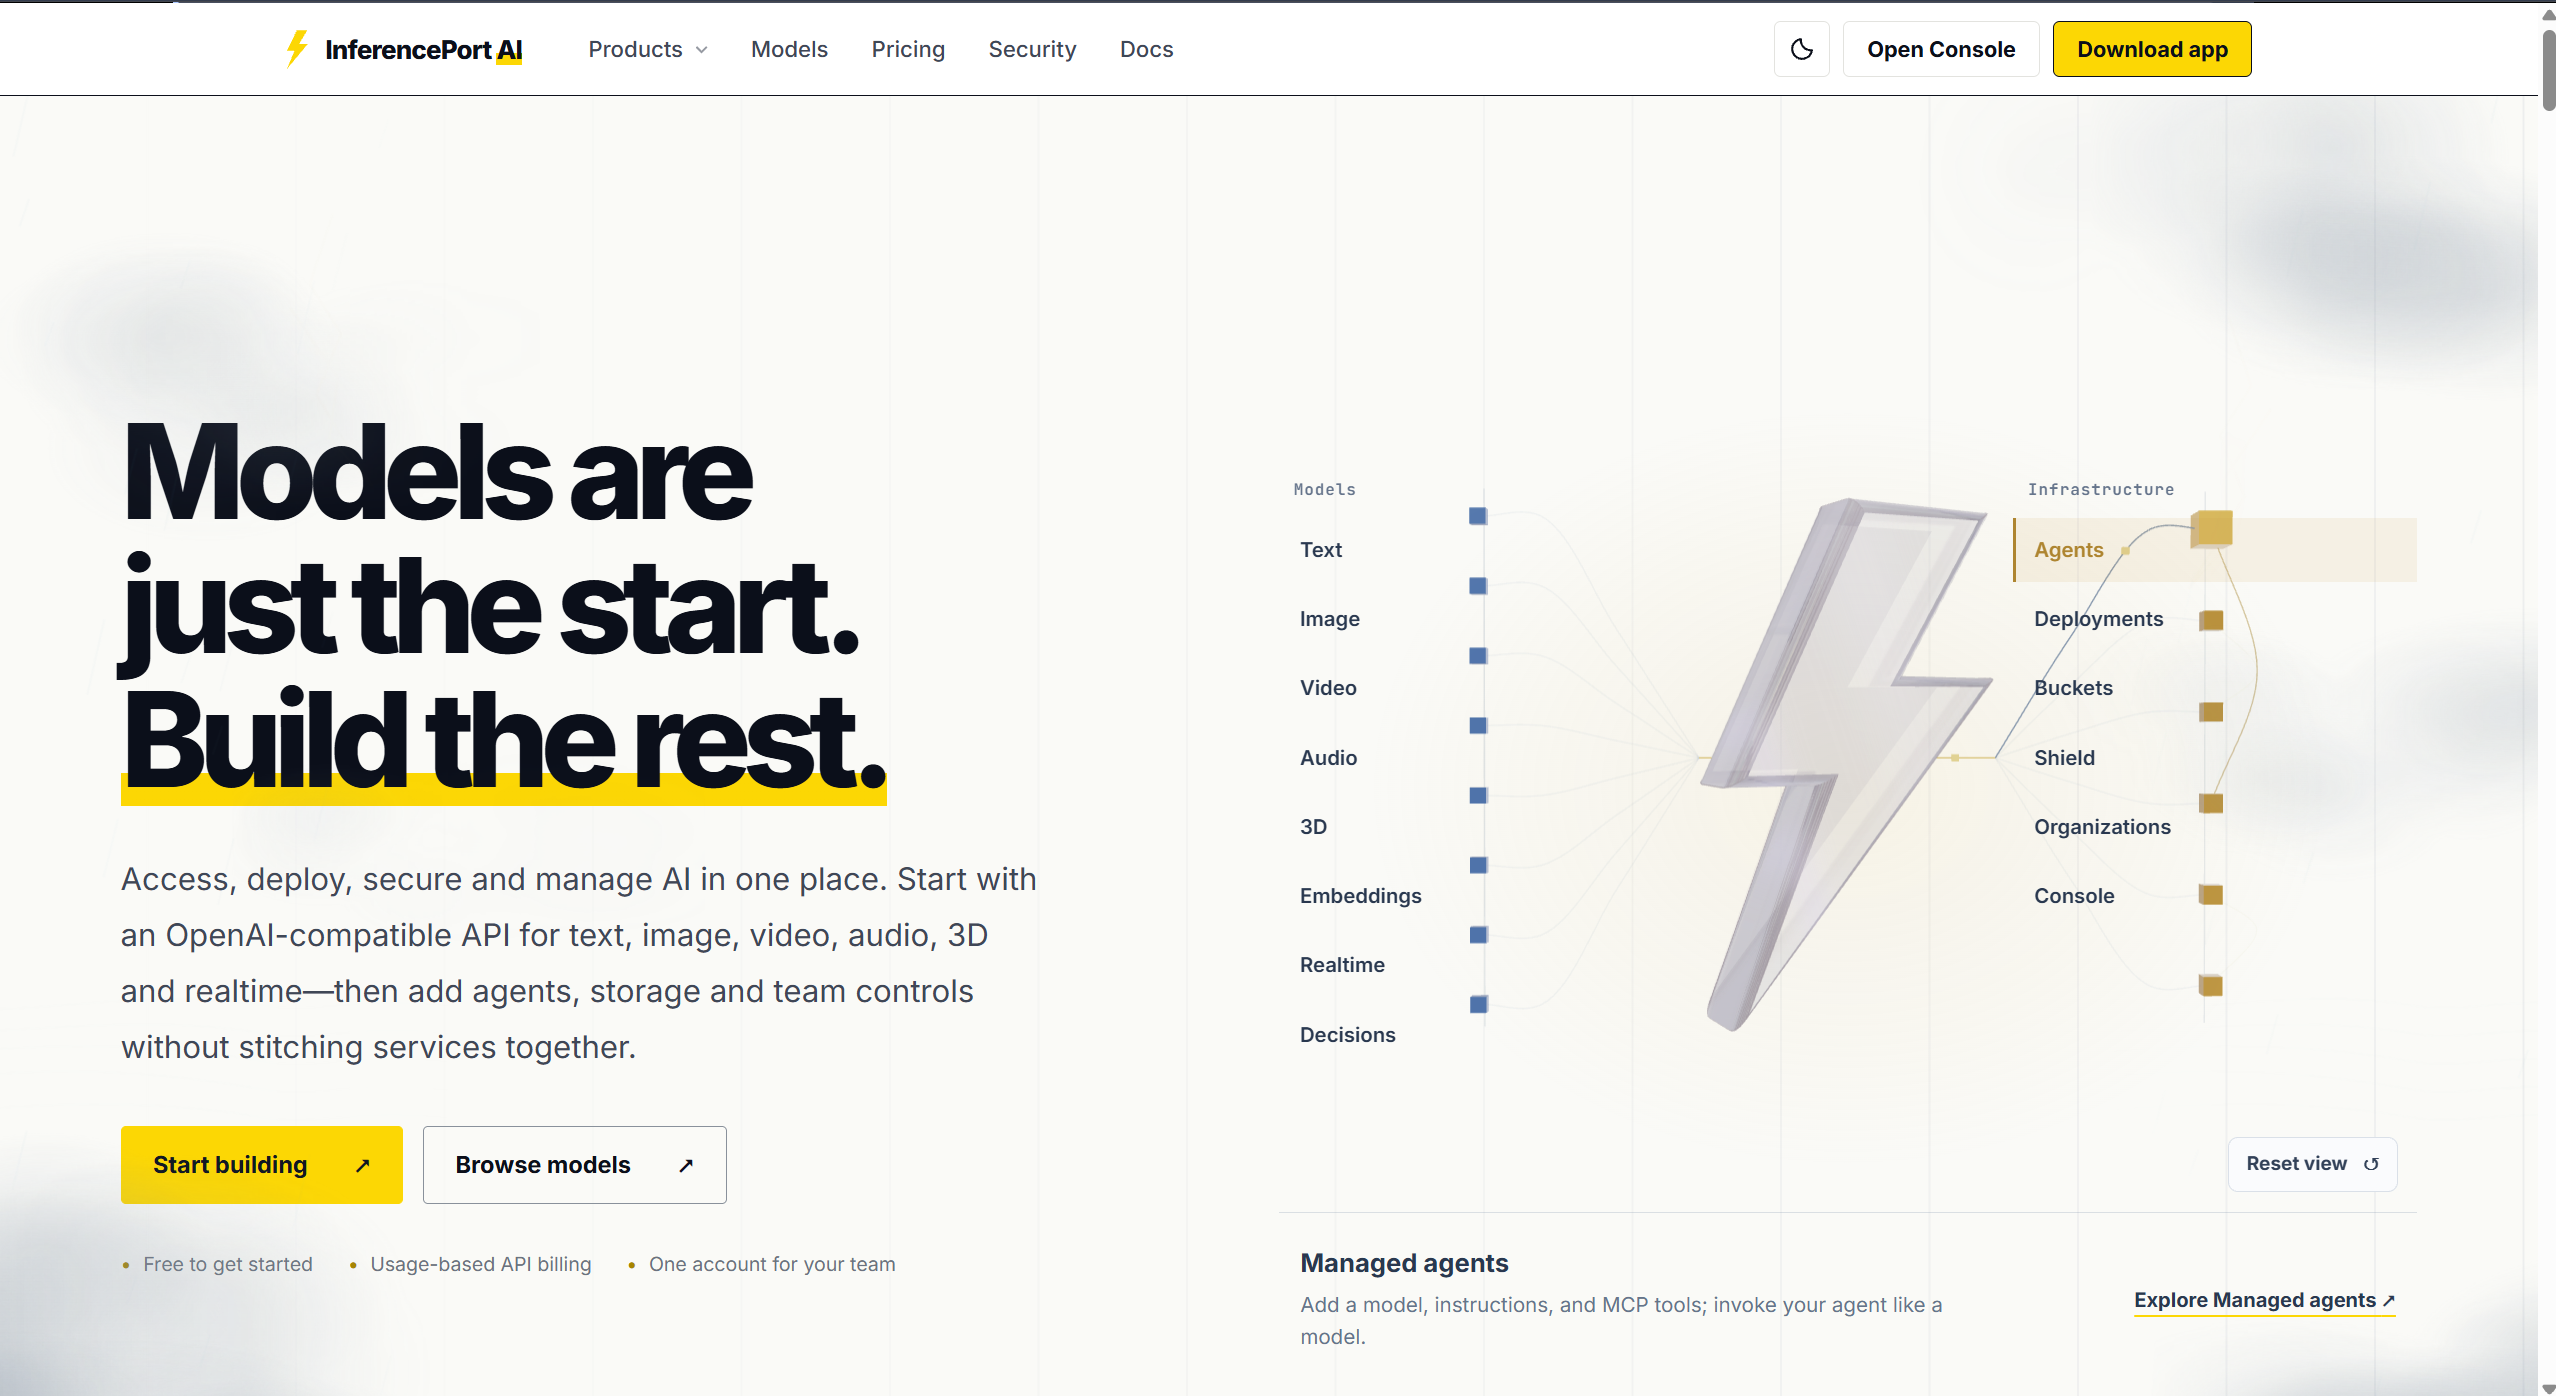 InferencePort AI
Products
Models
Pricing
Security
Docs
Open Console
Download app
Models are
just the start.
Build the rest.
Access, deploy, secure and manage AI in one place. Start with
an OpenAI-compatible API for text, image, video, audio, 3D
and realtime—then add agents, storage and team controls
without stitching services together.
Start building ↗
Browse models ↗
• Free to get started
• Usage-based API billing
• One account for your team
Models
Text
Image
Video
Audio
3D
Embeddings
Realtime
Decisions
Infrastructure
Agents
Deployments
Buckets
Shield
Organizations
Console
Reset view ↺
Managed agents
Add a model, instructions, and MCP tools; invoke your agent like a
model.
Explore Managed agents ↗